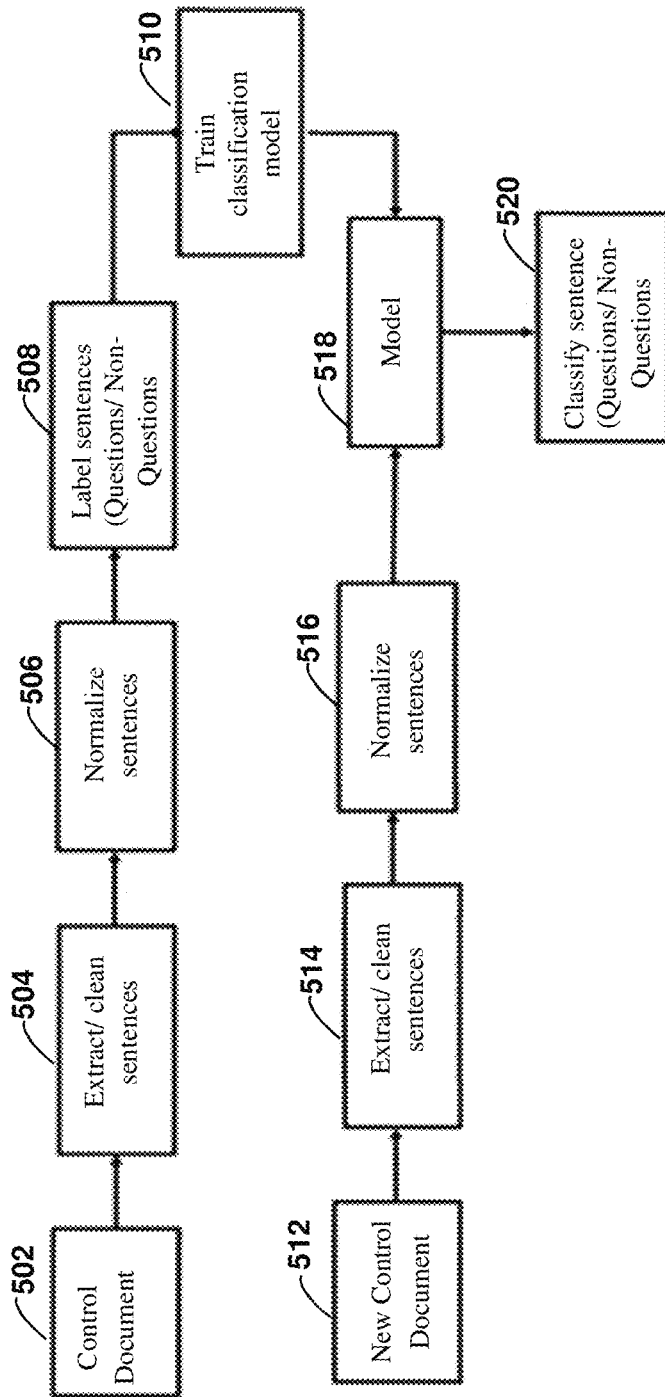 502
Control
Document
504
Extract/ clean
sentences
506
Normalize
sentences
508
Label sentences
((Questions/ Non-
Questions
510
Train
classification
model
512
New Control
Document
514
Extract/ clean
sentences
516
Normalize
sentences
518
Model
520
Classify sentence
((Questions/ Non-
Questions